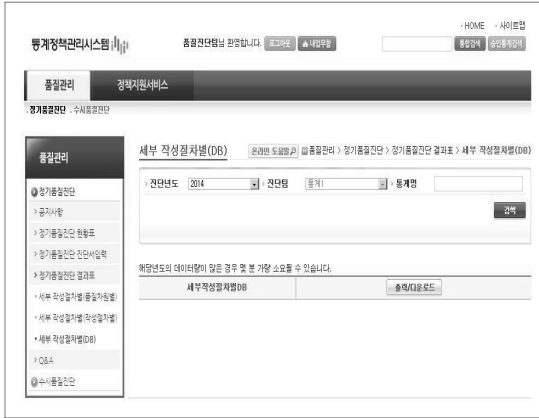 · HOME · 사이트맵
통계정책관리시스템
품질진단팀님 환영합니다. 로그아웃 내업무함
통합검색 승인통계검색
품질관리 정책지원서비스
· 정기품질진단 · 수시품질진단
품질관리
정기품질진단
> 공지사항
> 정기품질진단 현황표
> 정기품질진단 진단서입력
> 정기품질진단 결과표
• 세부 작성절차별(품질차원별)
• 세부 작성절차별(작성절차별)
• 세부 작성절차별(DB)
> Q&A
수시품질진단
세부 작성절차별(DB) 온라인 도움말 품질관리 > 정기품질진단 > 정기품질진단 결과표 > 세부 작성절차별(DB)
› 진단년도 2014 › 진단팀 통계1 › 통계명
검색
해당년도의 데이터량이 많은 경우 몇 분 가량 소요될 수 있습니다.
세부작성절차별DB 출력/다운로드